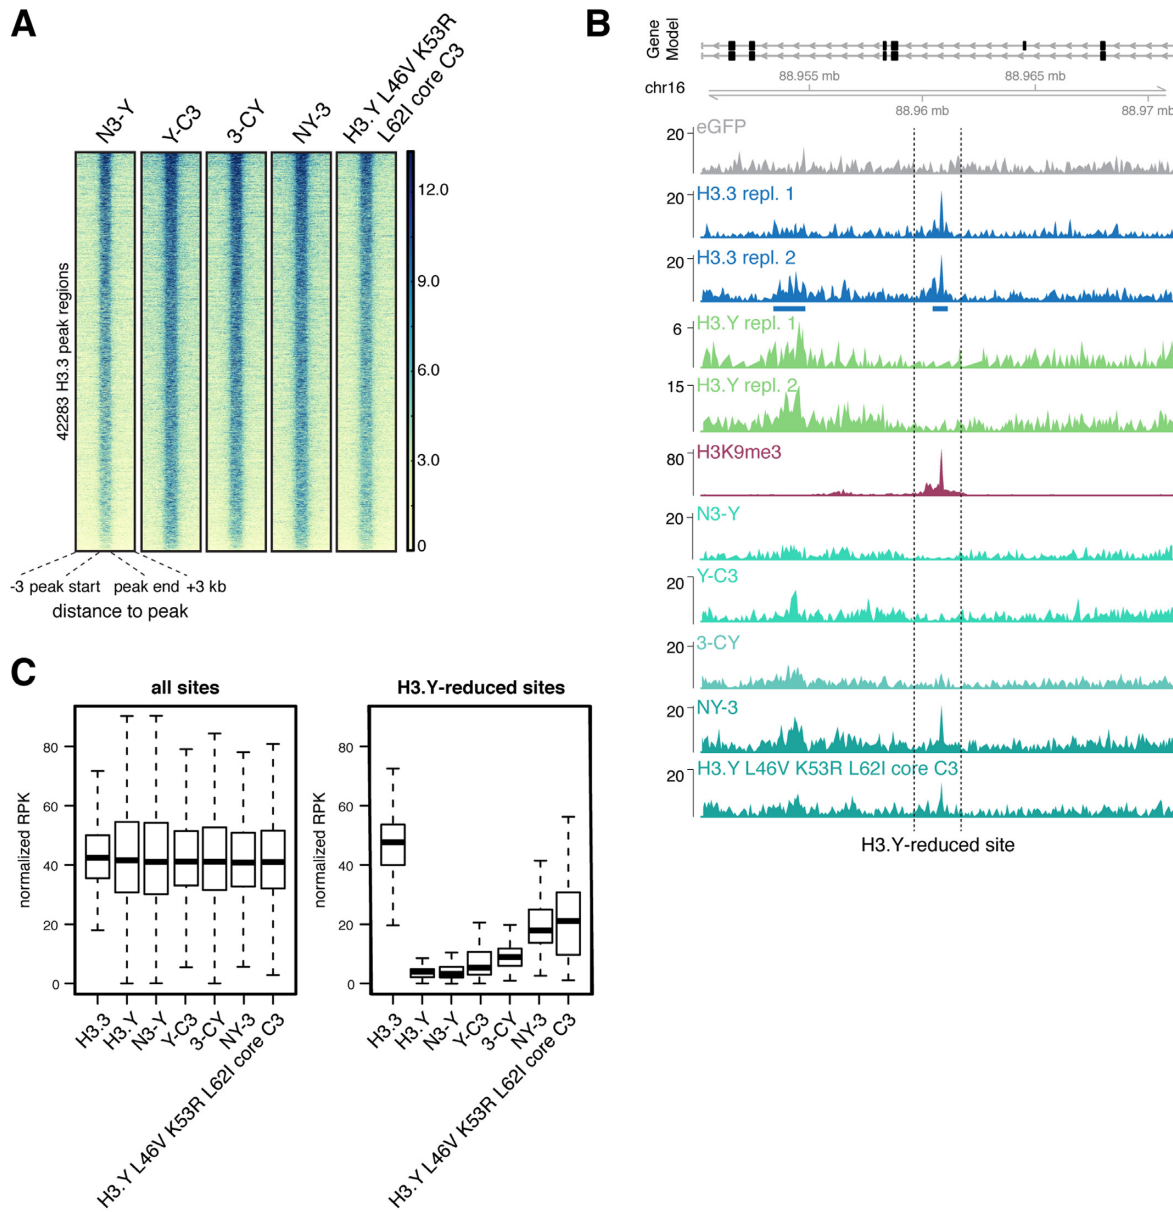 A
N3-Y
Y-C3
3-CY
NY-3
H3.Y L46V K53R
L62I core C3
42283 H3.3 peak regions
12.0
9.0
6.0
3.0
0
-3 peak start peak end +3 kb
distance to peak
B
Gene
Model
chr16
88.955 mb
88.965 mb
88.96 mb
88.97 mb
20
eGFP
20
H3.3 repl. 1
20
H3.3 repl. 2
6
H3.Y repl. 1
15
H3.Y repl. 2
80
H3K9me3
20
N3-Y
20
Y-C3
20
3-CY
20
NY-3
20
H3.Y L46V K53R L62I core C3
H3.Y-reduced site
C
all sites
normalized RPK
80
60
40
20
0
H3.3
H3.Y
N3-Y
Y-C3
3-CY
NY-3
H3.Y L46V K53R L62I core C3
H3.Y-reduced sites
normalized RPK
80
60
40
20
0
H3.3
H3.Y
N3-Y
Y-C3
3-CY
NY-3
H3.Y L46V K53R L62I core C3